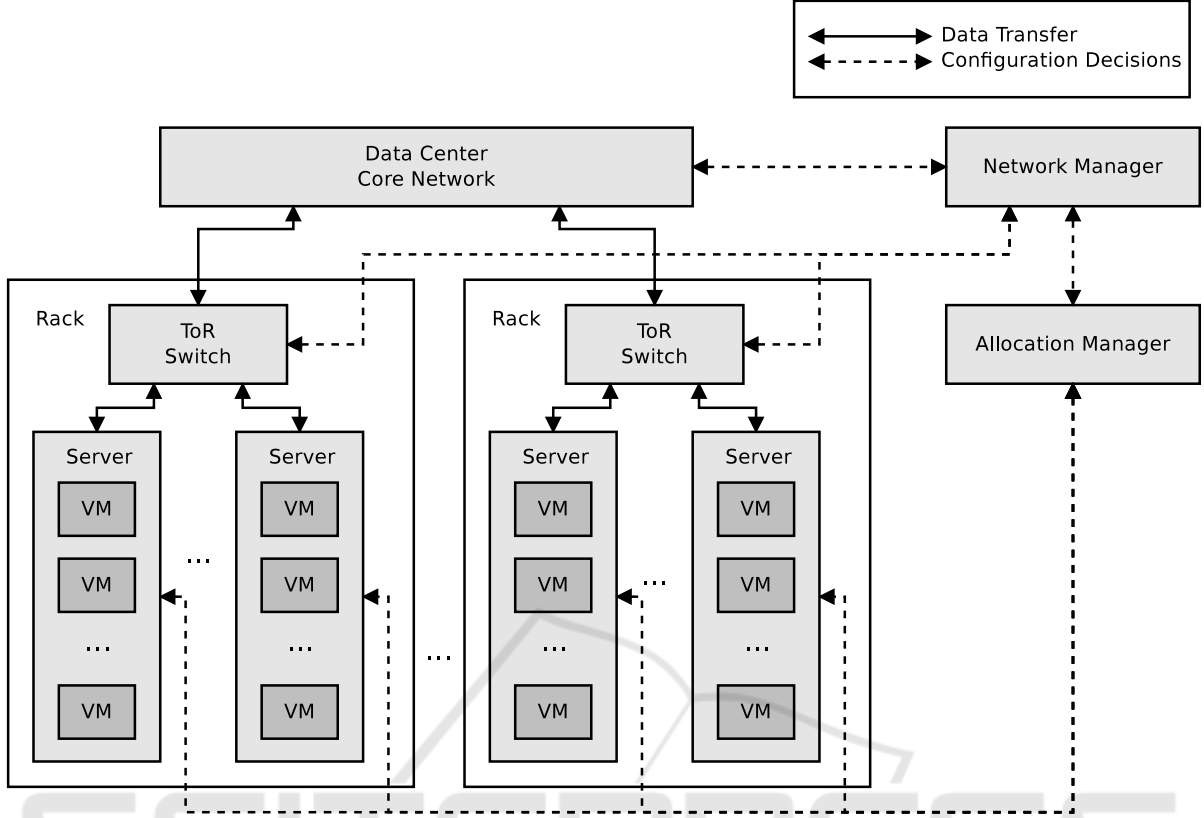 Data Transfer
Configuration Decisions
Data Center
Core Network
Network Manager
Rack
ToR
Switch
Rack
ToR
Switch
Allocation Manager
Server
VM
VM
...
VM
...
Server
VM
VM
...
VM
...
Server
VM
VM
...
VM
...
Server
VM
VM
...
VM